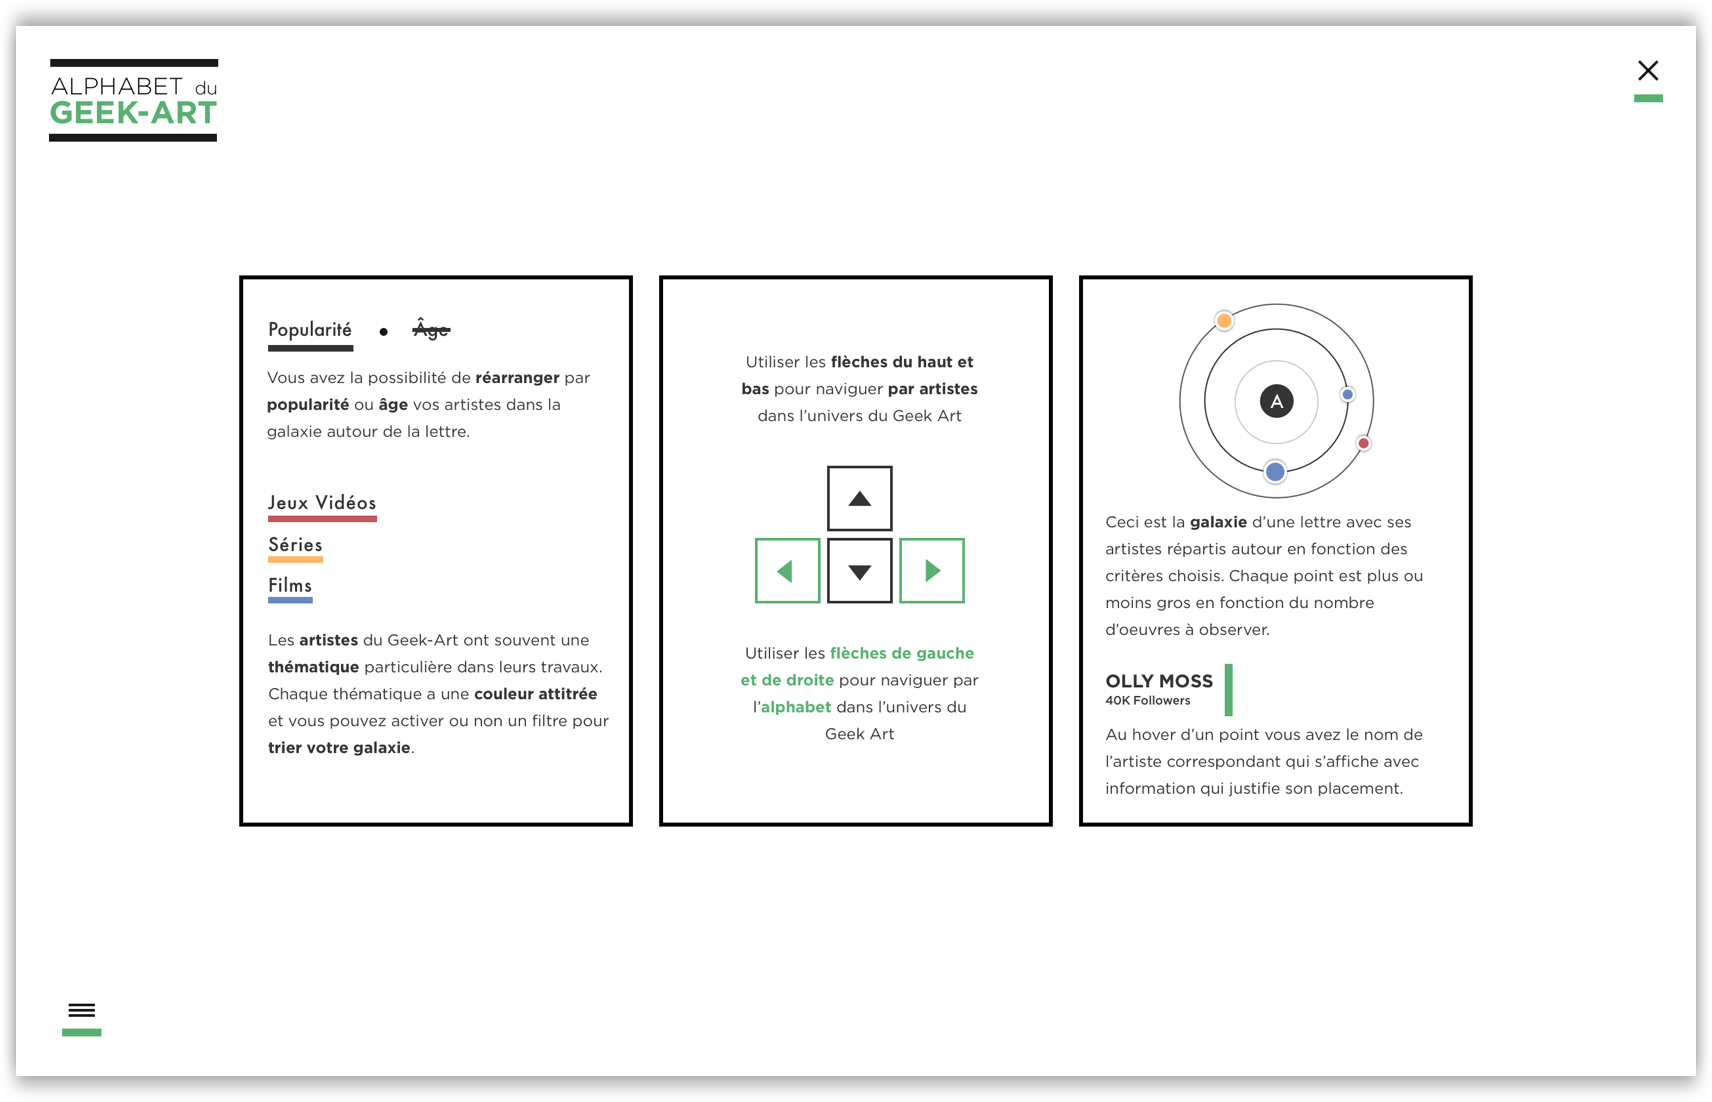 ALPHABET du
GEEK-ART
Popularité • Âge
Vous avez la possibilité de réarranger par
popularité ou âge vos artistes dans la
galaxie autour de la lettre.
Jeux Vidéos
Séries
Films
Les artistes du Geek-Art ont souvent une
thématique particulière dans leurs travaux.
Chaque thématique a une couleur attitrée
et vous pouvez activer ou non un filtre pour
trier votre galaxie.
Utiliser les flèches du haut et
bas pour naviguer par artistes
dans l'univers du Geek Art
Utiliser les flèches de gauche
et de droite pour naviguer par
l'alphabet dans l'univers du
Geek Art
A
Ceci est la galaxie d'une lettre avec ses
artistes répartis autour en fonction des
critères choisis. Chaque point est plus ou
moins gros en fonction du nombre
d'oeuvres à observer.
OLLY MOSS
40K Followers
Au hover d'un point vous avez le nom de
l'artiste correspondant qui s'affiche avec
information qui justifie son placement.